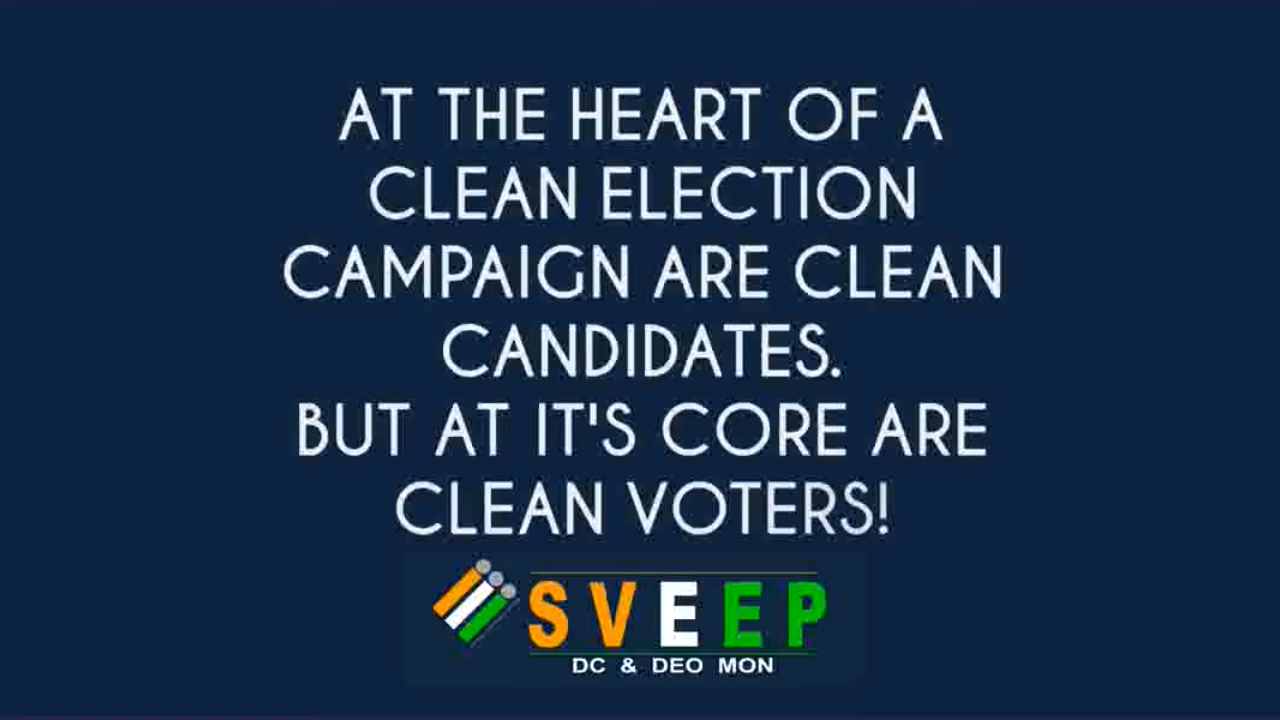 AT THE HEART OF A
CLEAN ELECTION
CAMPAIGN ARE CLEAN
CANDIDATES.
BUT AT IT'S CORE ARE
CLEAN VOTERS!
SVEEP
DC & DEO MON